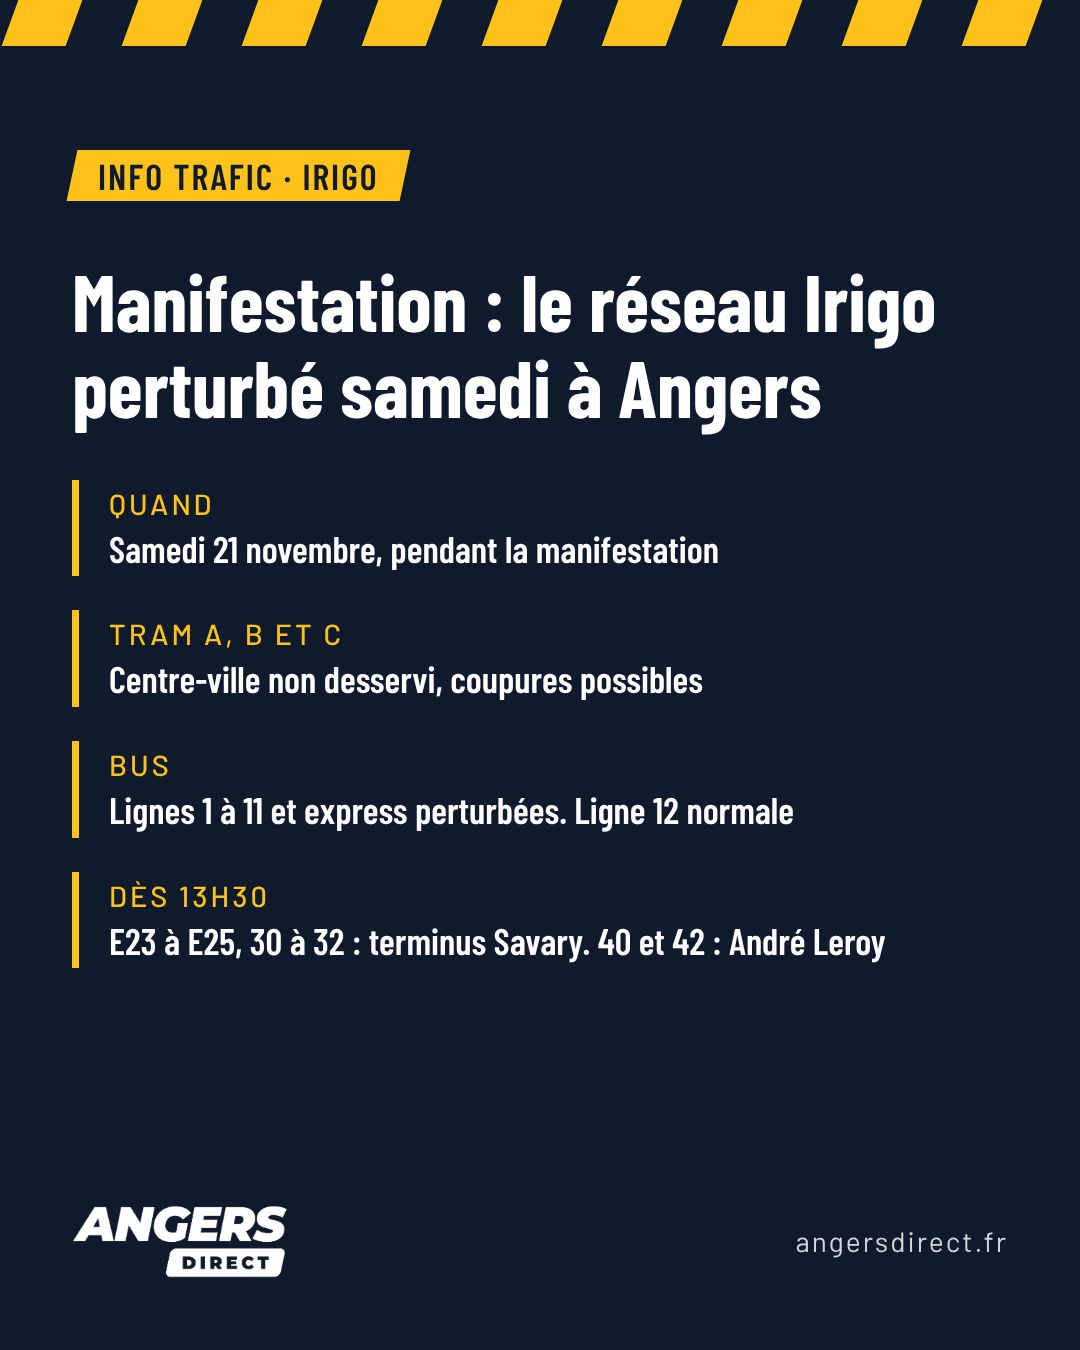 INFO TRAFIC · IRIGO
Manifestation : le réseau Irigo
perturbé samedi à Angers
QUAND
Samedi 21 novembre, pendant la manifestation
TRAM A, B ET C
Centre-ville non desservi, coupures possibles
BUS
Lignes 1 à 11 et express perturbées. Ligne 12 normale
DÈS 13H30
E23 à E25, 30 à 32 : terminus Savary. 40 et 42 : André Leroy
ANGERS
DIRECT
angersdirect.fr